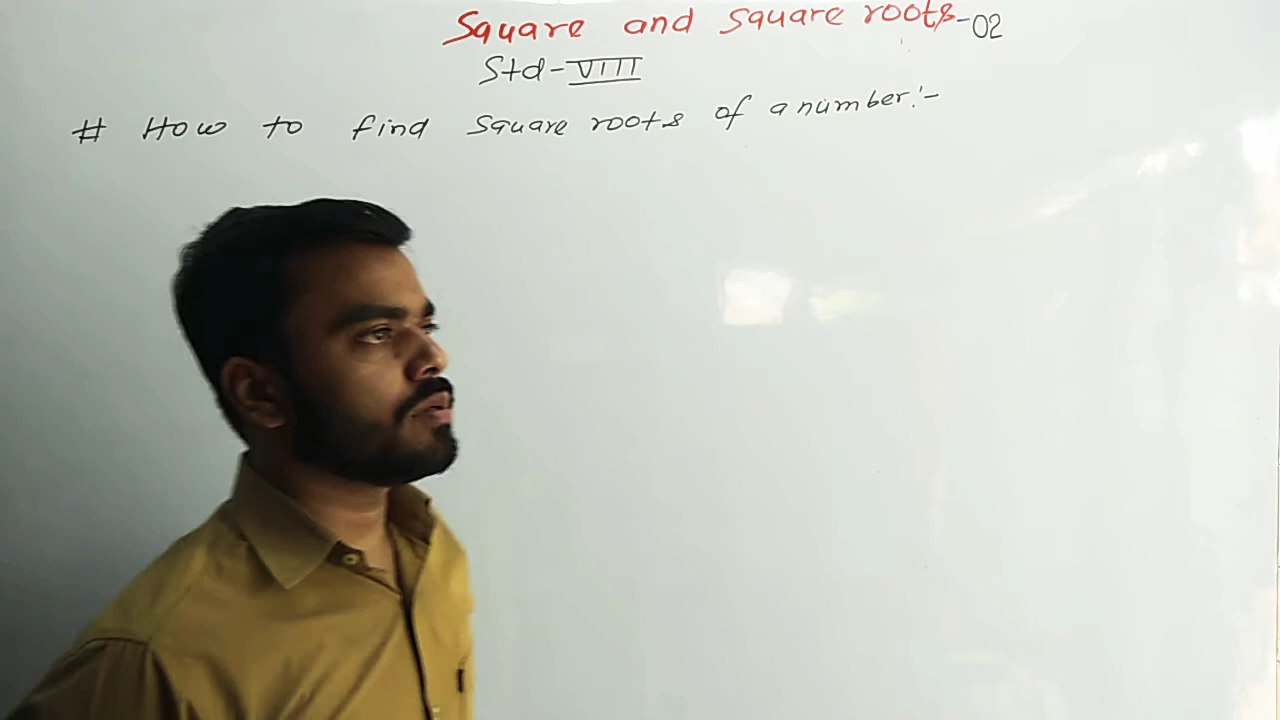 Square and square roots-02
Std-VIII
# How to find square roots of a number:-